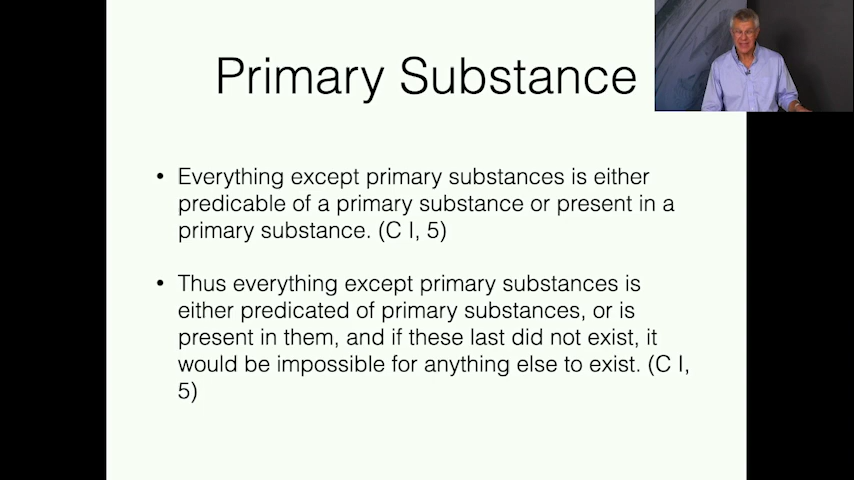 Primary Substance
• Everything except primary substances is either
predicable of a primary substance or present in a
primary substance. (C I, 5)
• Thus everything except primary substances is
either predicated of primary substances, or is
present in them, and if these last did not exist, it
would be impossible for anything else to exist. (C I,
5)